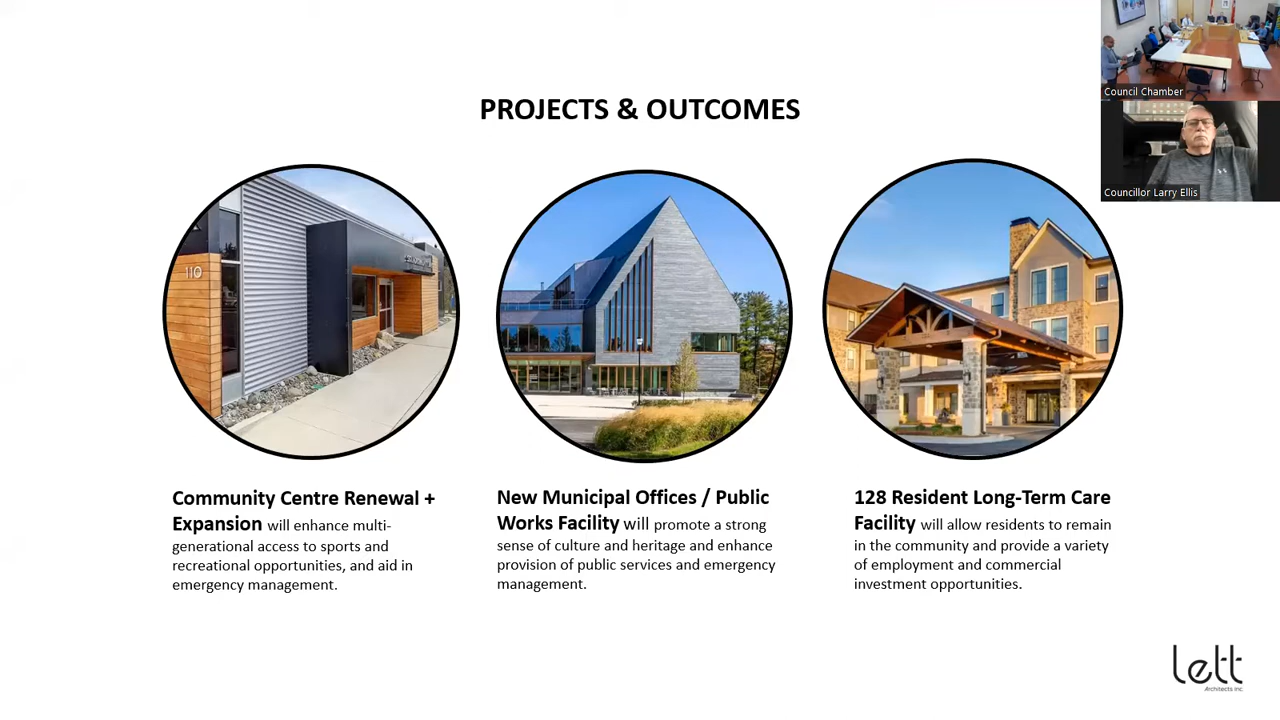 PROJECTS & OUTCOMES
Council Chamber
Councillor Larry Ellis
110
Community Centre Renewal +
Expansion will enhance multi-
generational access to sports and
recreational opportunities, and aid in
emergency management.
New Municipal Offices / Public
Works Facility will promote a strong
sense of culture and heritage and enhance
provision of public services and emergency
management.
128 Resident Long-Term Care
Facility will allow residents to remain
in the community and provide a variety
of employment and commercial
investment opportunities.
lett
Architects Inc